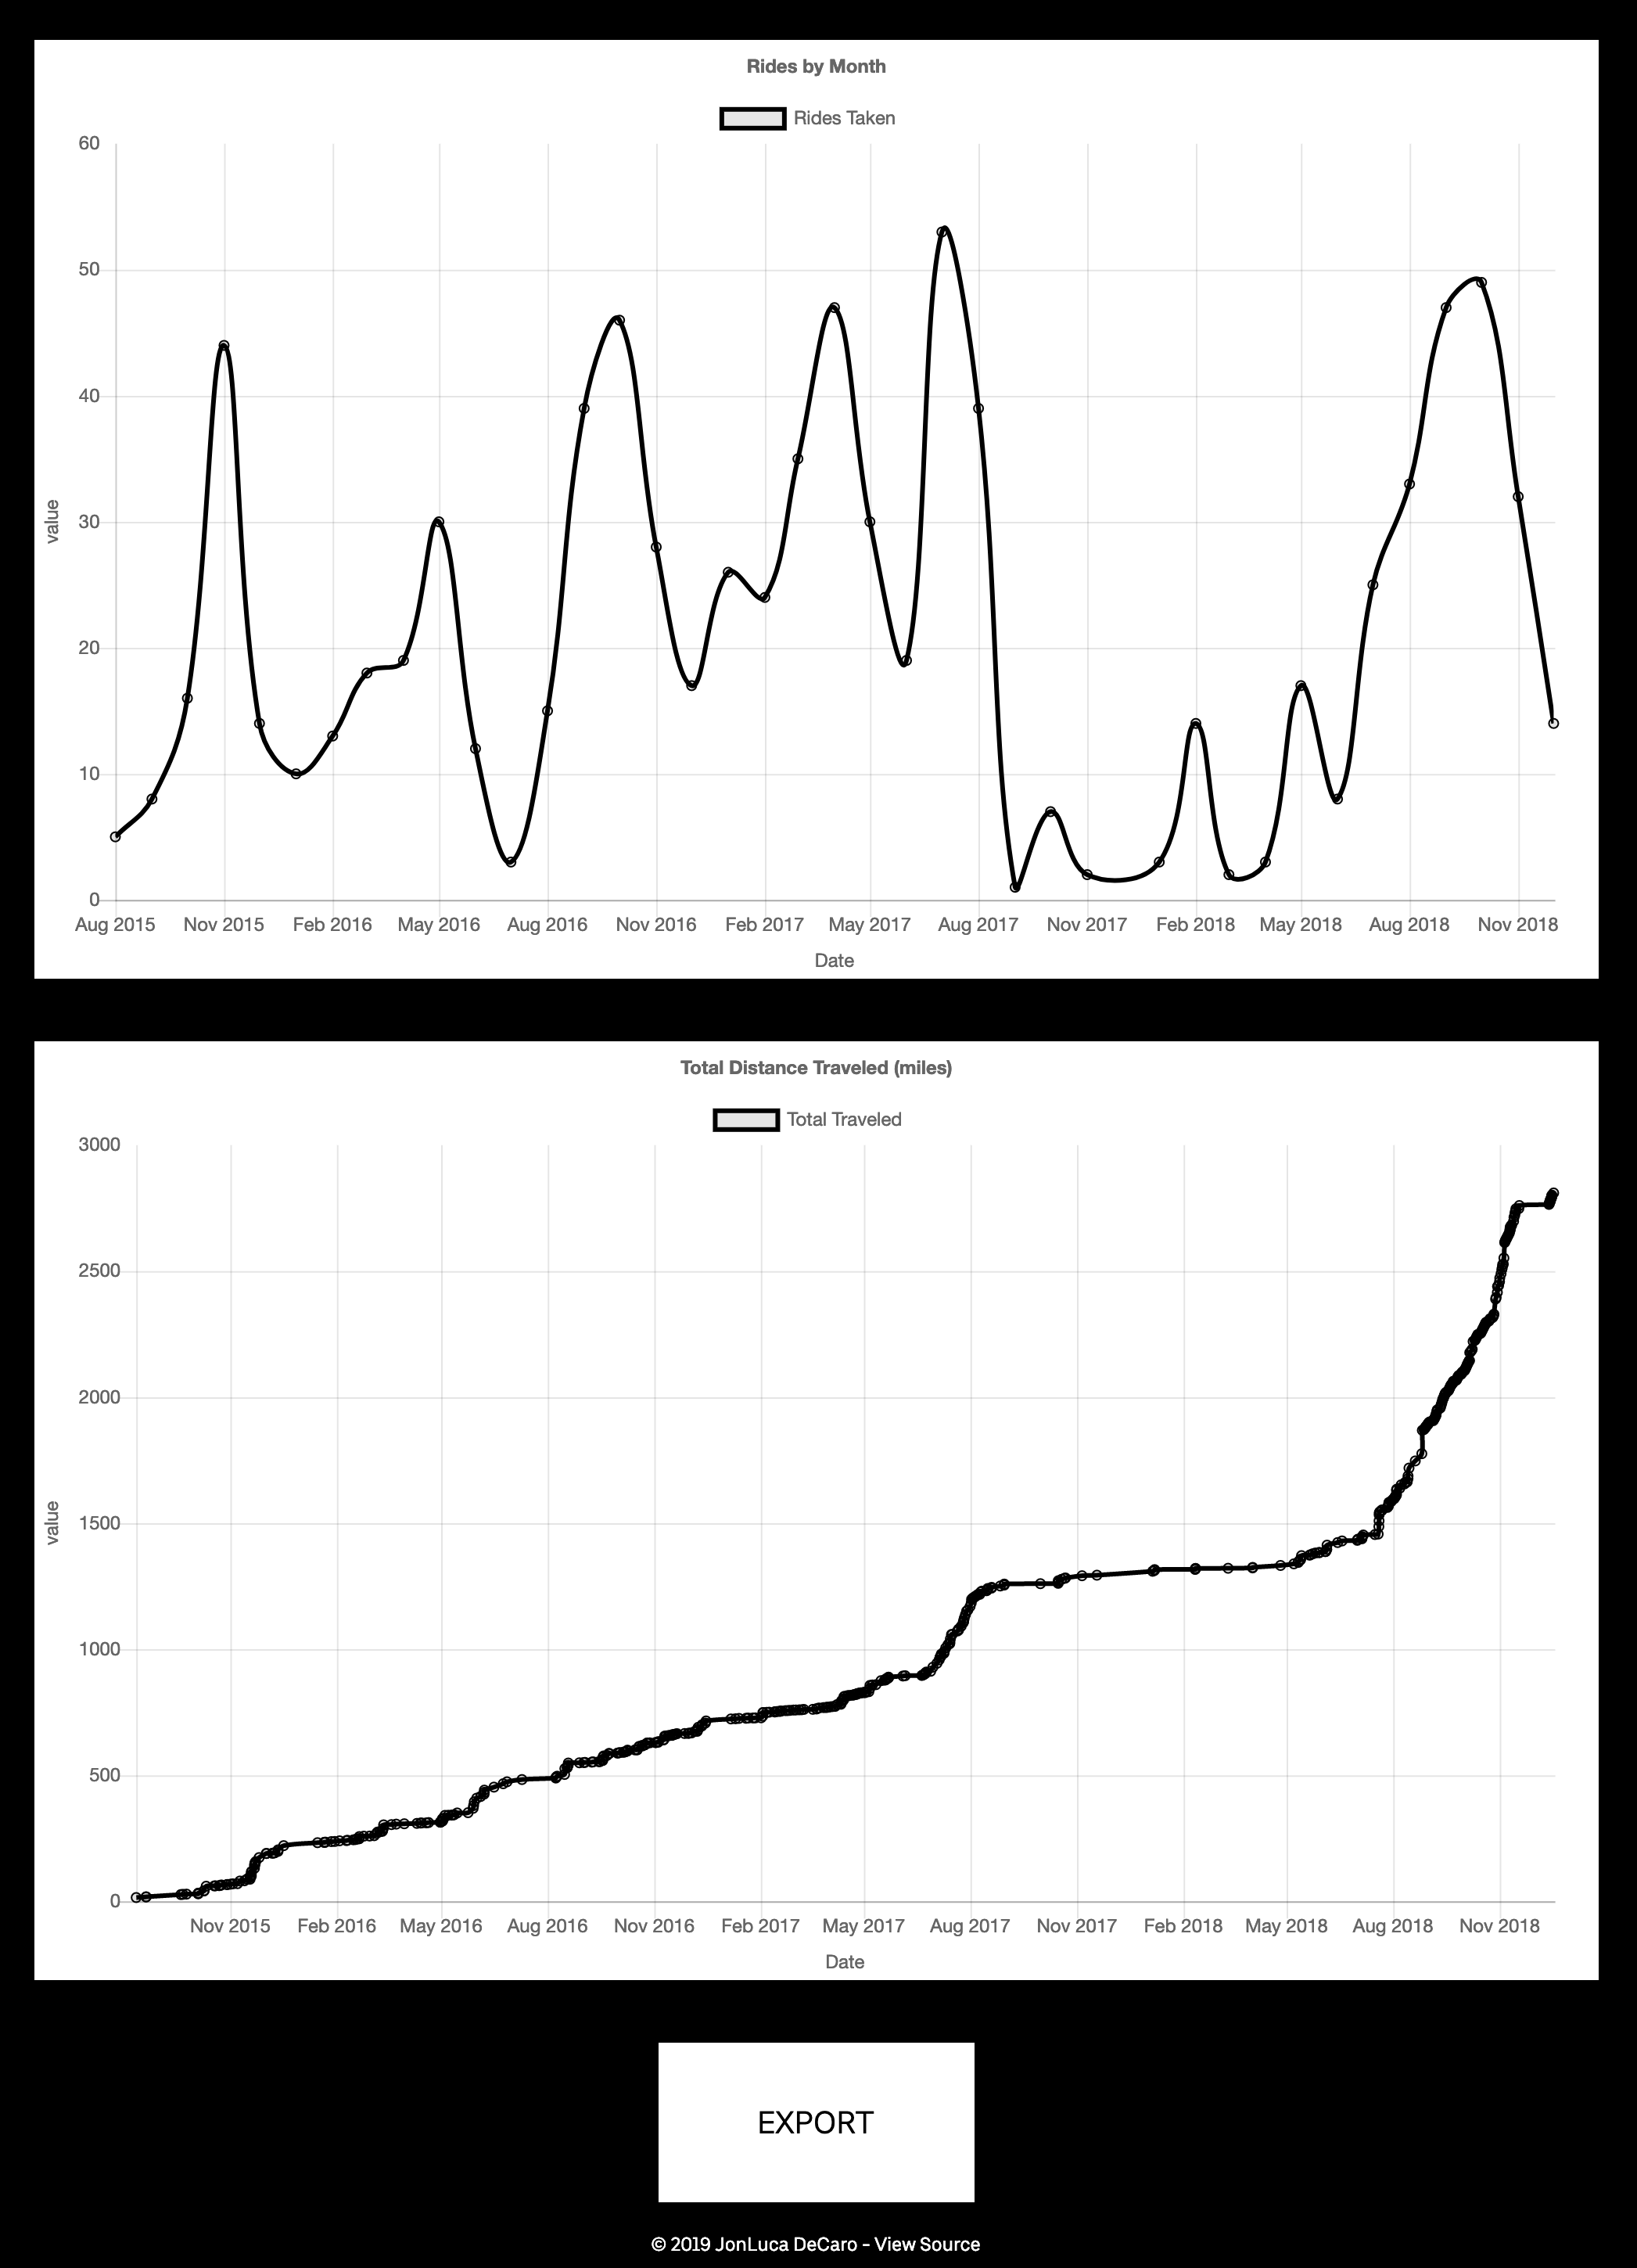 Rides by Month
Rides Taken
60
50
40
30
20
10
0
value
Aug 2015 Nov 2015 Feb 2016 May 2016 Aug 2016 Nov 2016 Feb 2017 May 2017 Aug 2017 Nov 2017 Feb 2018 May 2018 Aug 2018 Nov 2018
Date
Total Distance Traveled (miles)
Total Traveled
3000
2500
2000
1500
1000
500
0
value
Nov 2015 Feb 2016 May 2016 Aug 2016 Nov 2016 Feb 2017 May 2017 Aug 2017 Nov 2017 Feb 2018 May 2018 Aug 2018 Nov 2018
Date
EXPORT
© 2019 JonLuca DeCaro - View Source